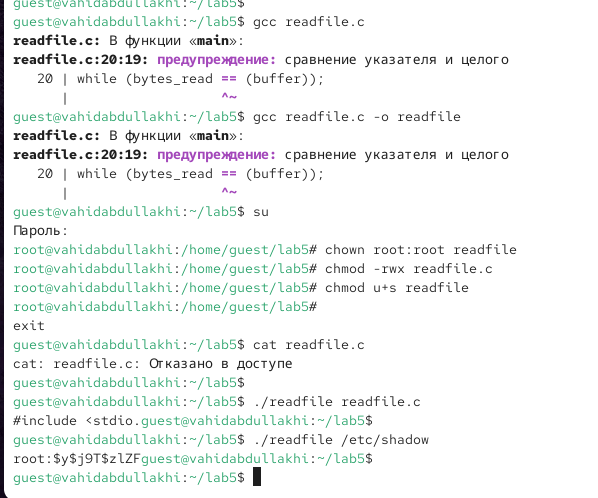 guest@vahidabdullakhi:~/lab5$
guest@vahidabdullakhi:~/lab5$ gcc readfile.c
readfile.c: В функции «main»:
readfile.c:20:19: предупреждение: сравнение указателя и целого
   20 | while (bytes_read == (buffer));
      |                   ^~
guest@vahidabdullakhi:~/lab5$ gcc readfile.c -o readfile
readfile.c: В функции «main»:
readfile.c:20:19: предупреждение: сравнение указателя и целого
   20 | while (bytes_read == (buffer));
      |                   ^~
guest@vahidabdullakhi:~/lab5$ su
Пароль:
root@vahidabdullakhi:/home/guest/lab5# chown root:root readfile
root@vahidabdullakhi:/home/guest/lab5# chmod -rwx readfile.c
root@vahidabdullakhi:/home/guest/lab5# chmod u+s readfile
root@vahidabdullakhi:/home/guest/lab5#
exit
guest@vahidabdullakhi:~/lab5$ cat readfile.c
cat: readfile.c: Отказано в доступе
guest@vahidabdullakhi:~/lab5$
guest@vahidabdullakhi:~/lab5$ ./readfile readfile.c
#include <stdio.guest@vahidabdullakhi:~/lab5$
guest@vahidabdullakhi:~/lab5$ ./readfile /etc/shadow
root:$y$j9T$zlZFguest@vahidabdullakhi:~/lab5$
guest@vahidabdullakhi:~/lab5$